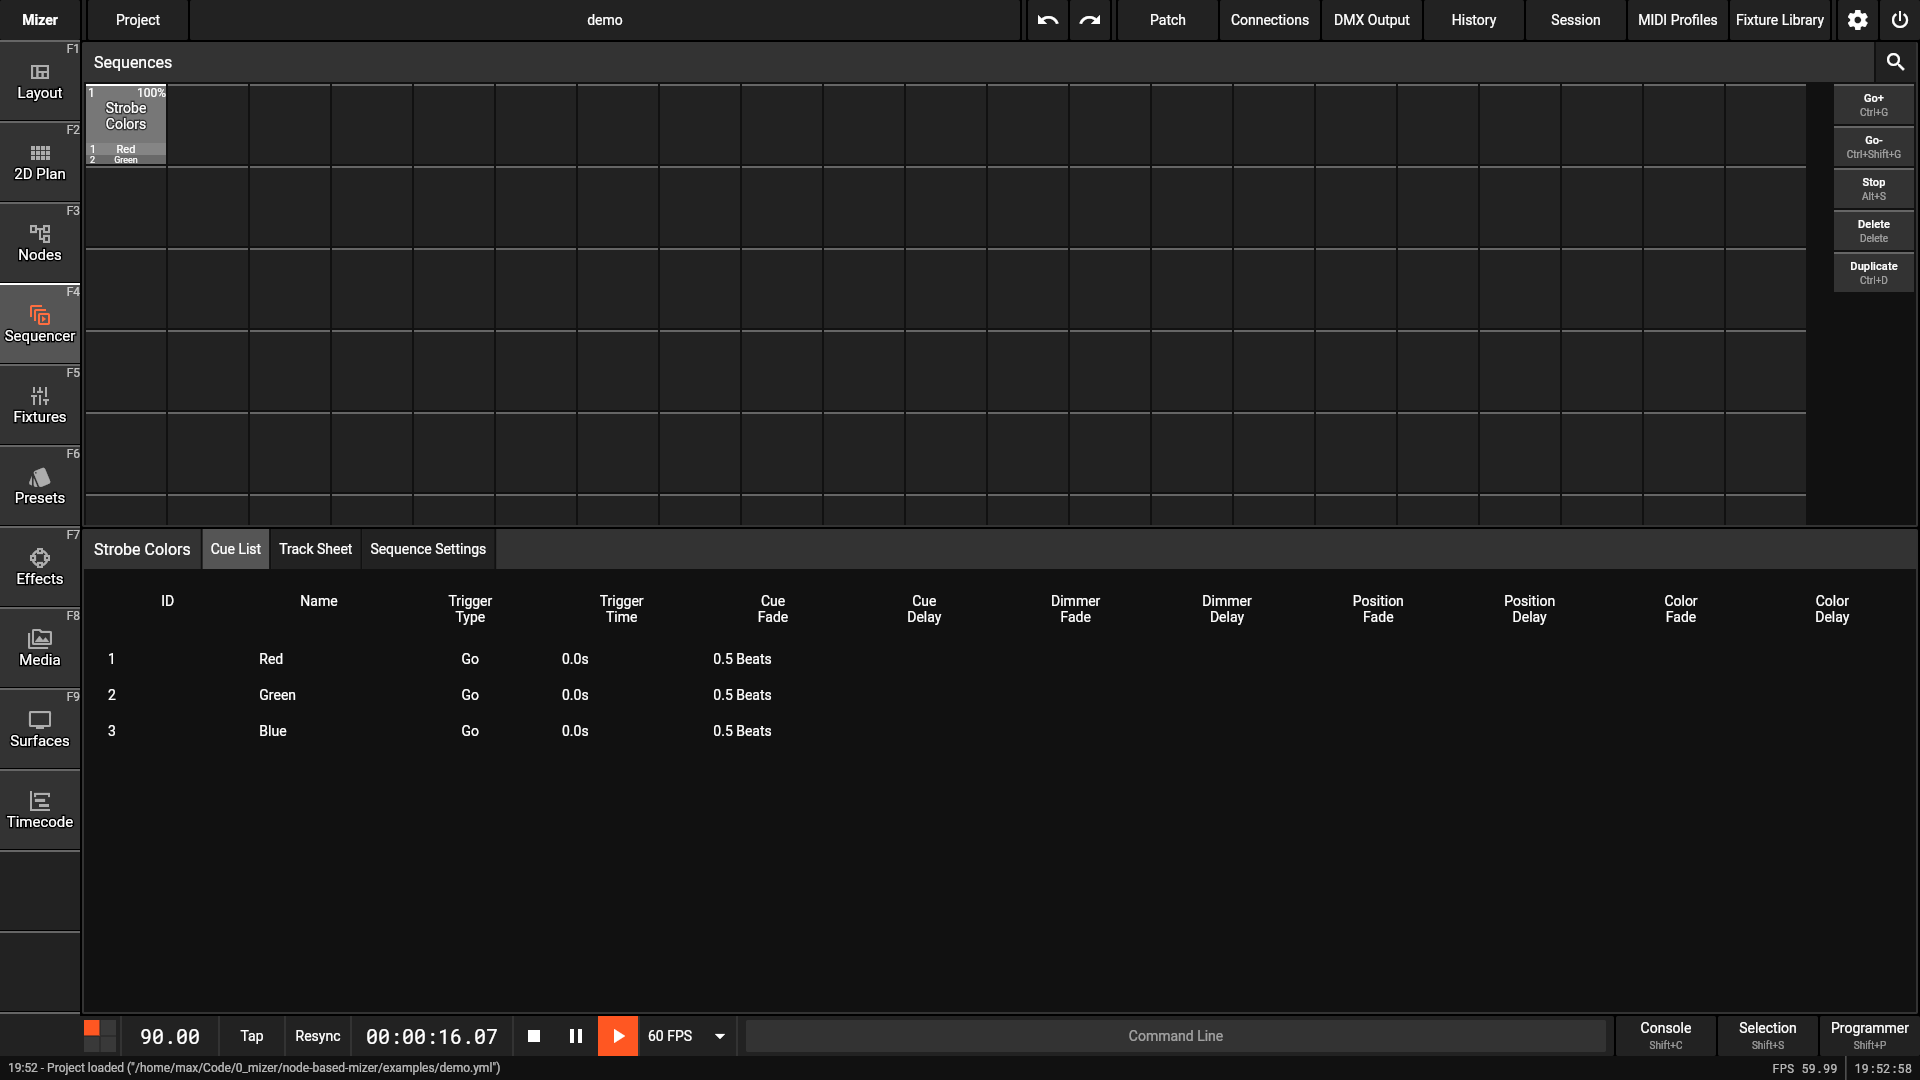 Mizer
Project
demo
Patch
Connections
DMX Output
History
Session
MIDI Profiles
Fixture Library
F1
Layout
F2
2D Plan
F3
Nodes
F4
Sequencer
F5
Fixtures
F6
Presets
F7
Effects
F8
Media
F9
Surfaces
Timecode
Sequences
1 100%
Strobe
Colors
1 Red
2 Green
Go+
Ctrl+G
Go-
Ctrl+Shift+G
Stop
Alt+S
Delete
Delete
Duplicate
Ctrl+D
Strobe Colors
Cue List
Track Sheet
Sequence Settings
ID
Name
Trigger
Type
Trigger
Time
Cue
Fade
Cue
Delay
Dimmer
Fade
Dimmer
Delay
Position
Fade
Position
Delay
Color
Fade
Color
Delay
1 Red Go 0.0s 0.5 Beats
2 Green Go 0.0s 0.5 Beats
3 Blue Go 0.0s 0.5 Beats
90.00
Tap
Resync
00:00:16.07
60 FPS
Command Line
Console
Shift+C
Selection
Shift+S
Programmer
Shift+P
19:52 - Project loaded ("/home/max/Code/0_mizer/node-based-mizer/examples/demo.yml")
FPS 59.99
19:52:58